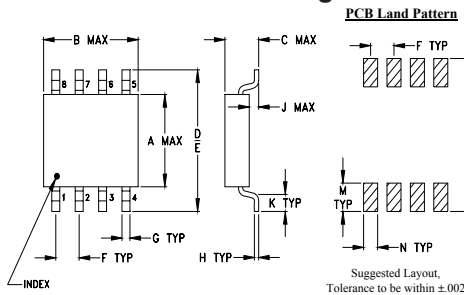 PCB Land Pattern
B MAX
C MAX
F TYP
8 7 6 5
J MAX
A MAX
D
E
M
TYP
K TYP
1 2 3 4
G TYP
N TYP
F TYP
H TYP
INDEX
Suggested Layout,
Tolerance to be within ±.002